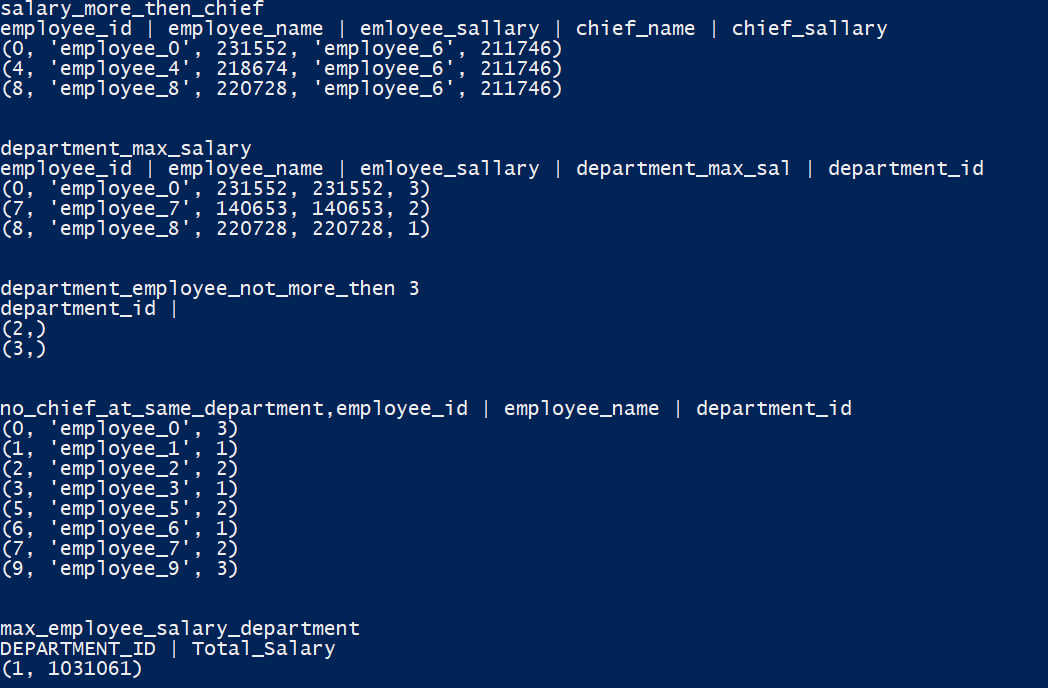 salary_more_then_chief
employee_id | employee_name | emloyee_sallary | chief_name | chief_sallary
(0, 'employee_0', 231552, 'employee_6', 211746)
(4, 'employee_4', 218674, 'employee_6', 211746)
(8, 'employee_8', 220728, 'employee_6', 211746)
department_max_salary
employee_id | employee_name | emloyee_sallary | department_max_sal | department_id
(0, 'employee_0', 231552, 231552, 3)
(7, 'employee_7', 140653, 140653, 2)
(8, 'employee_8', 220728, 220728, 1)
department_employee_not_more_then 3
department_id |
(2,)
(3,)
no_chief_at_same_department,employee_id | employee_name | department_id
(0, 'employee_0', 3)
(1, 'employee_1', 1)
(2, 'employee_2', 2)
(3, 'employee_3', 1)
(5, 'employee_5', 2)
(6, 'employee_6', 1)
(7, 'employee_7', 2)
(9, 'employee_9', 3)
max_employee_salary_department
DEPARTMENT_ID | Total_Salary
(1, 1031061)